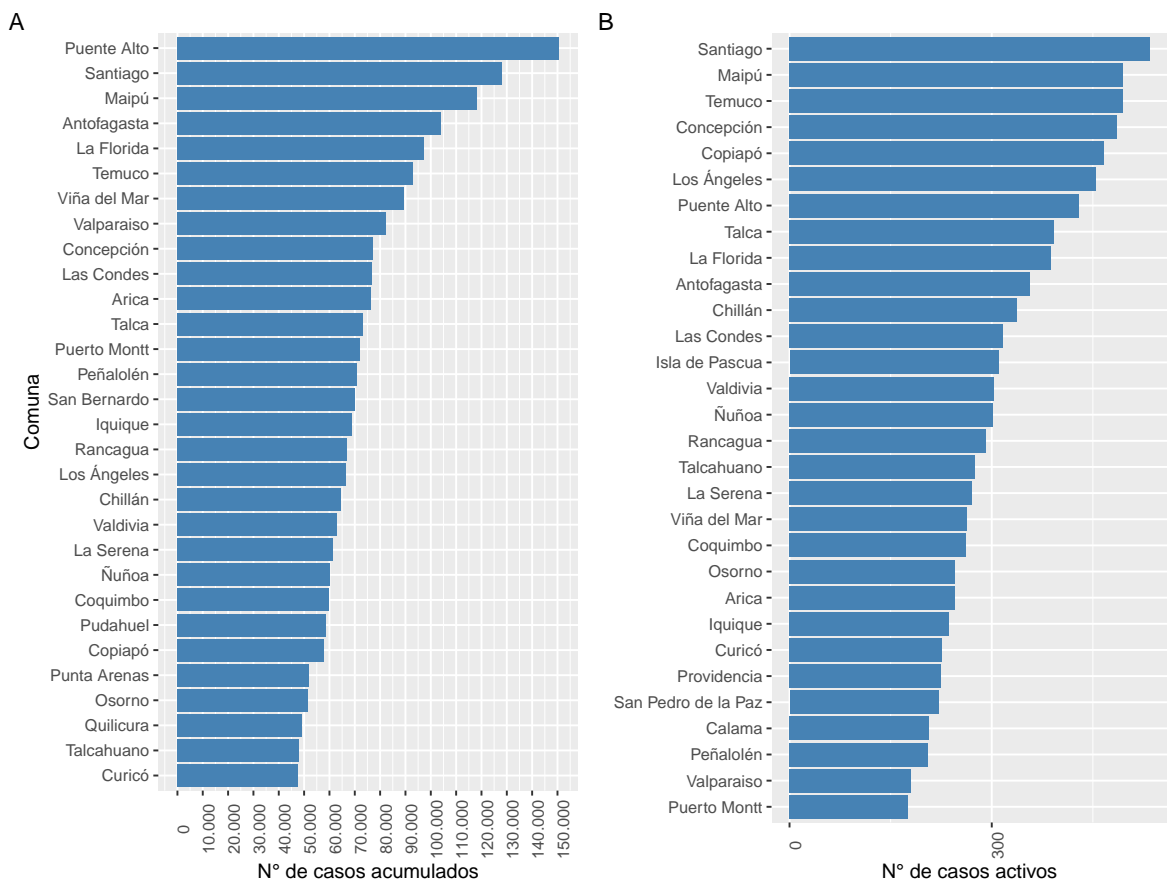 A
Comuna
Puente Alto
Santiago
Maipú
Antofagasta
La Florida
Temuco
Viña del Mar
Valparaiso
Concepción
Las Condes
Arica
Talca
Puerto Montt
Peñalolén
San Bernardo
Iquique
Rancagua
Los Ángeles
Chillán
Valdivia
La Serena
Ñuñoa
Coquimbo
Pudahuel
Copiapó
Punta Arenas
Osorno
Quilicura
Talcahuano
Curicó
0
10.000
20.000
30.000
40.000
50.000
60.000
70.000
80.000
90.000
100.000
110.000
120.000
130.000
140.000
150.000
N° de casos acumulados
B
Santiago
Maipú
Temuco
Concepción
Copiapó
Los Ángeles
Puente Alto
Talca
La Florida
Antofagasta
Chillán
Las Condes
Isla de Pascua
Valdivia
Ñuñoa
Rancagua
Talcahuano
La Serena
Viña del Mar
Coquimbo
Osorno
Arica
Iquique
Curicó
Providencia
San Pedro de la Paz
Calama
Peñalolén
Valparaiso
Puerto Montt
0
300
N° de casos activos